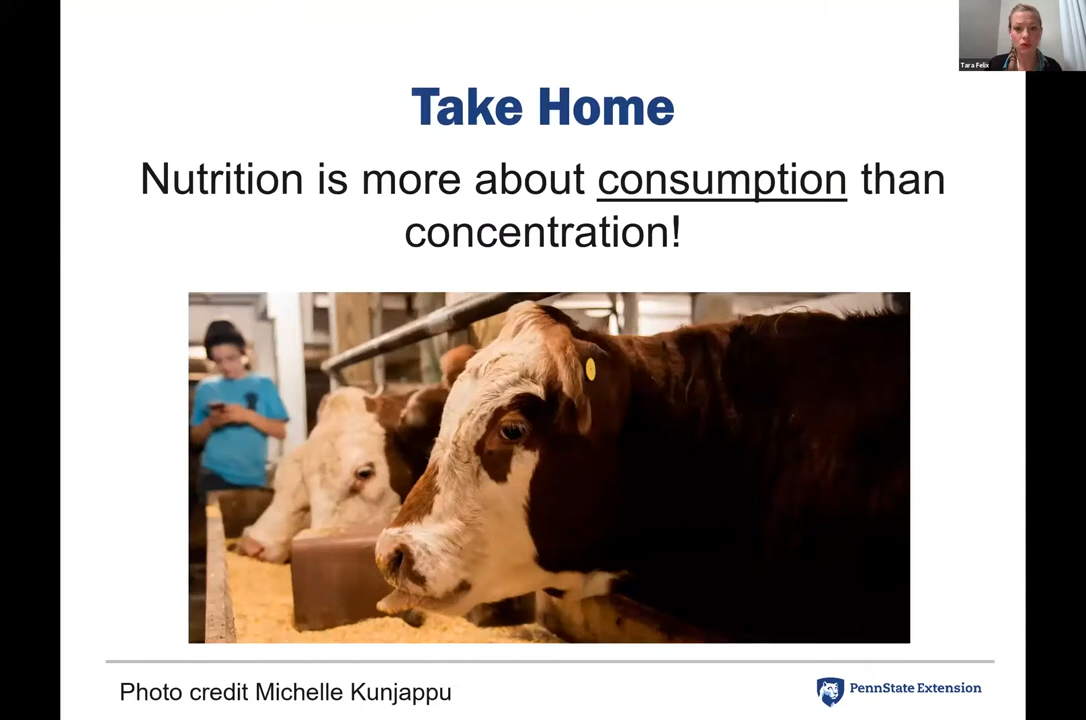 Tara Felix
Take Home
Nutrition is more about consumption than
concentration!
Photo credit Michelle Kunjappu
PennState Extension